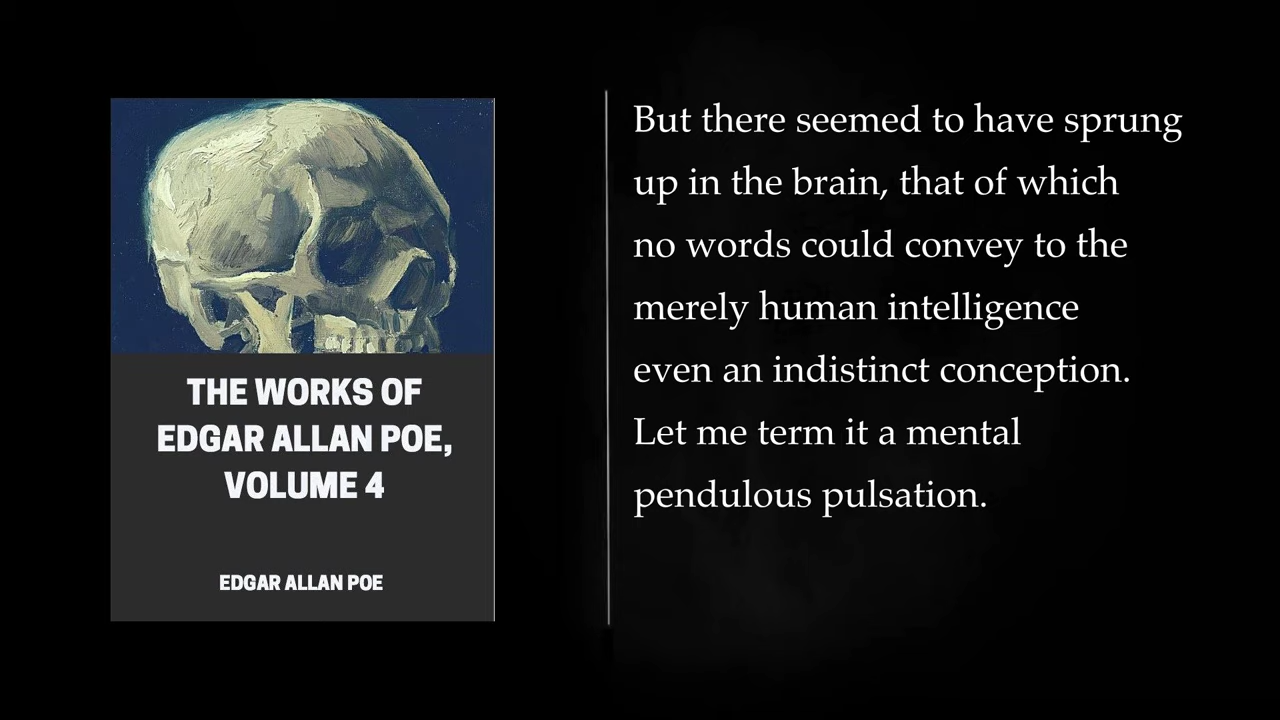 THE WORKS OF
EDGAR ALLAN POE,
VOLUME 4
EDGAR ALLAN POE
But there seemed to have sprung
up in the brain, that of which
no words could convey to the
merely human intelligence
even an indistinct conception.
Let me term it a mental
pendulous pulsation.